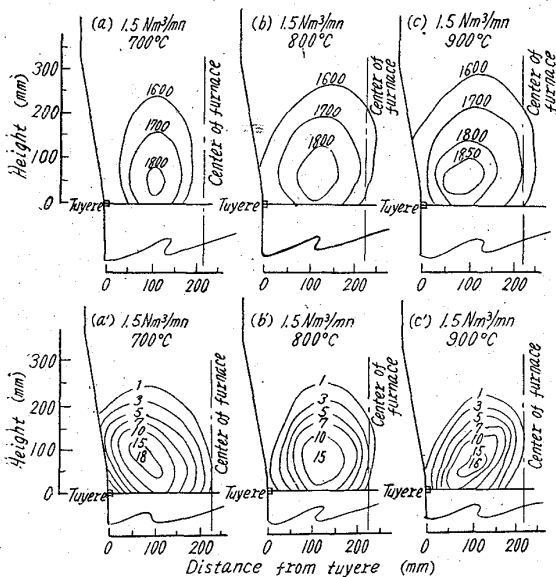 (a) 1.5 Nm³/mn
700°C
(b) 1.5 Nm³/mn
800°C
(c) 1.5 Nm³/mn
900°C
Height (mm)
300
200
100
0
Tuyere
1600
1700
1800
Center of furnace
Tuyere
1600
1700
1800
Center of
furnace
Tuyere
1600
1700
1800
1850
Center of furnace
0 100 200
0 100 200
0 100 200
(a') 1.5 Nm³/mn
700°C
(b') 1.5 Nm³/mn
800°C
(c') 1.5 Nm³/mn
900°C
Height (mm)
300
200
100
0
Tuyere
1
3
5
7
10
15
18
Center of furnace
Tuyere
1
3
5
7
10
15
Center of
furnace
Tuyere
1
3
5
7
10
15
16
Center of furnace
0 100 200
0 100 200
0 100 200
Distance from tuyere (mm)